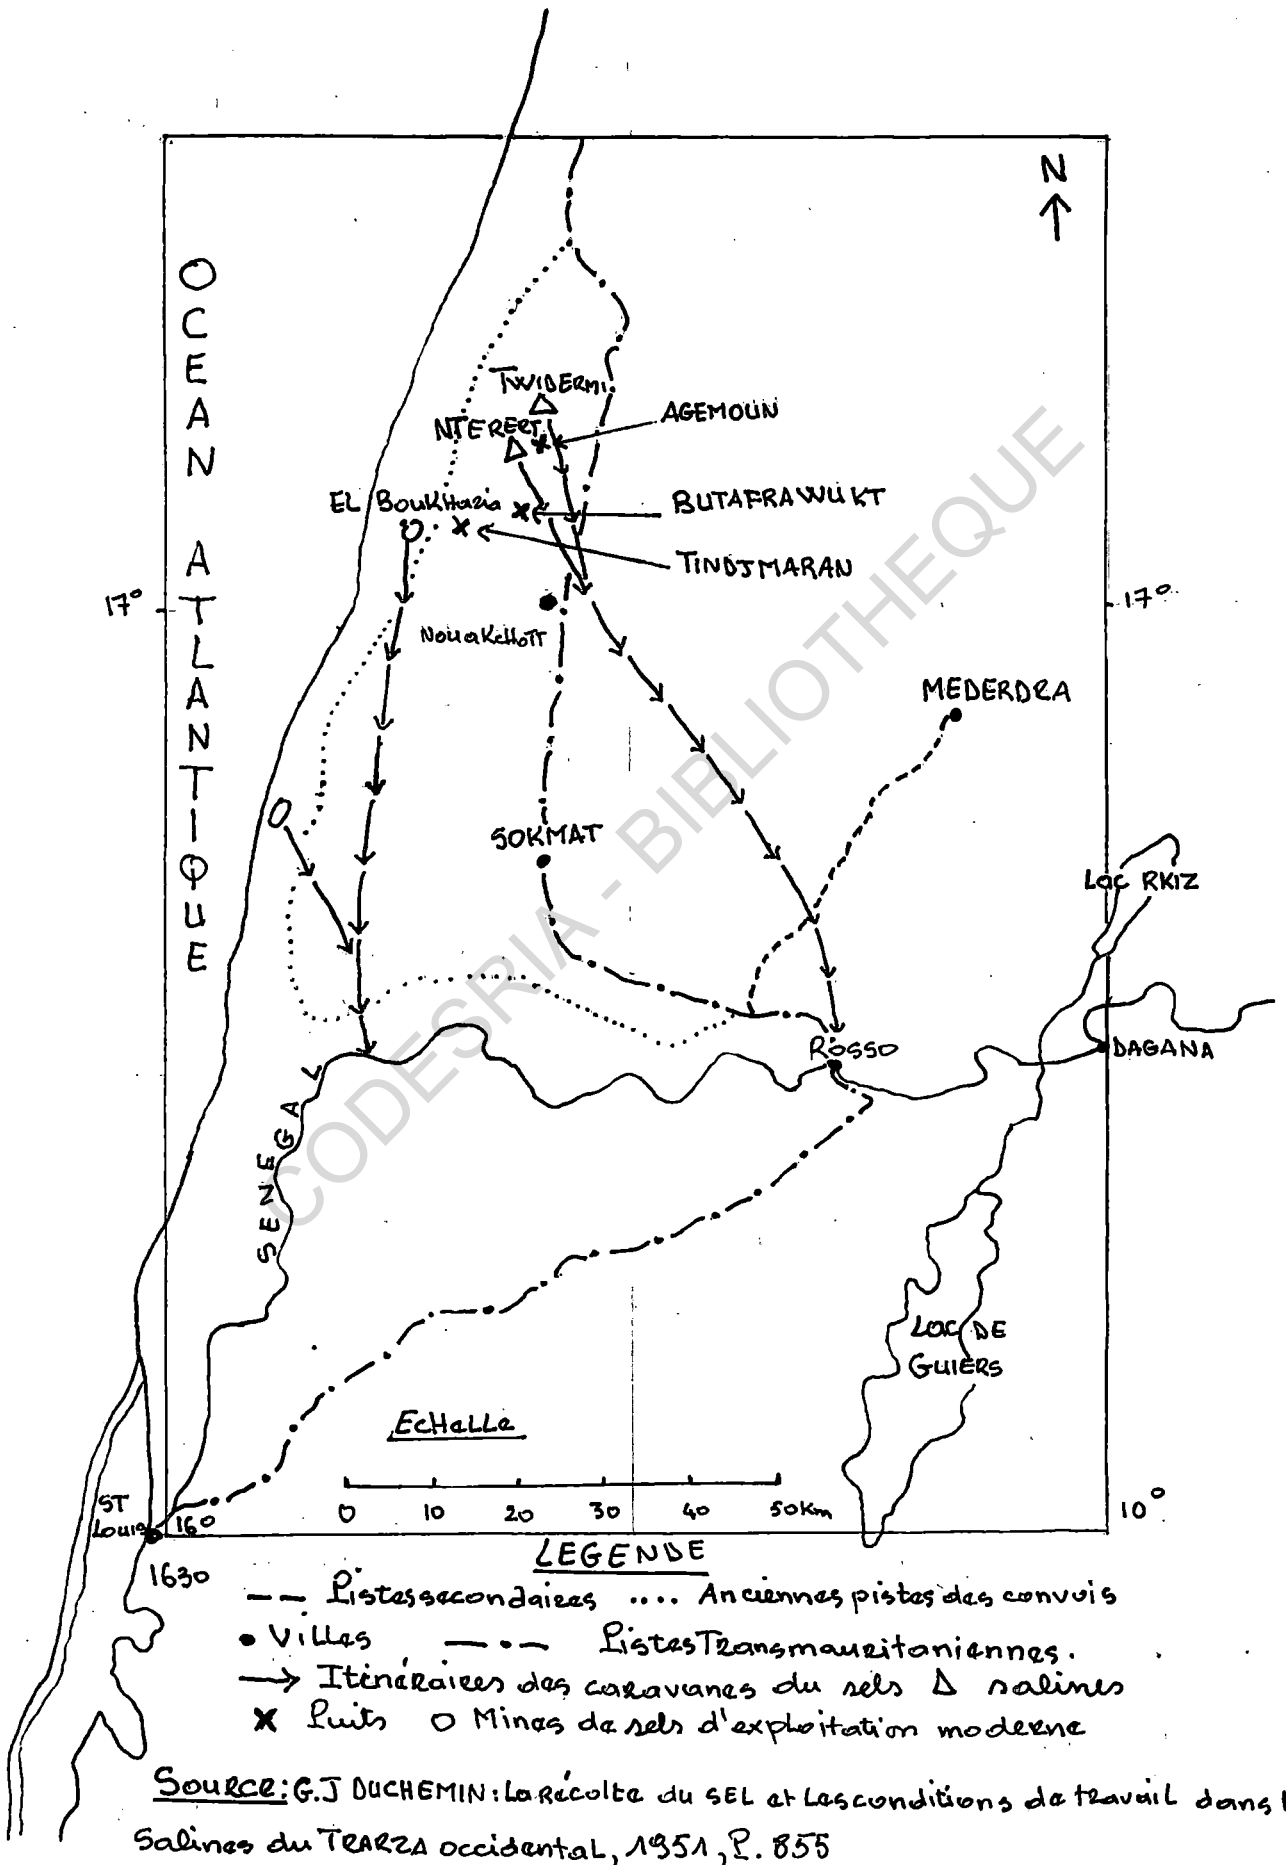 N
OCEAN ATLANTIQUE
TWIDERMI
NTERERT
AGEMOUN
EL BOUKHAZIA
BUTAFRAWUKT
TINDJMARAN
17°
17°
NOUAKCHOTT
MEDERDRA
SOKMAT
LAC RKIZ
ROSSO
DAGANA
SENEGAL
LAC DE
GUIERS
ECHELLE
0 10 20 30 40 50Km
ST
LOUIS
16°
10°
1630
LEGENDE
Pistes secondaires .... Anciennes pistes des convois
Villes Pistes Transmauritaniennes.
Iténéraires des caravanes du sels Δ salines
x Puits o Mines de sels d'exploitation moderne
Source: G.J DUCHEMIN: La Récolte du SEL et Les conditions de travail dans l
Salines du TRARZA occidental, 1951, P. 855
CODESRIA - BIBLIOTHEQUE